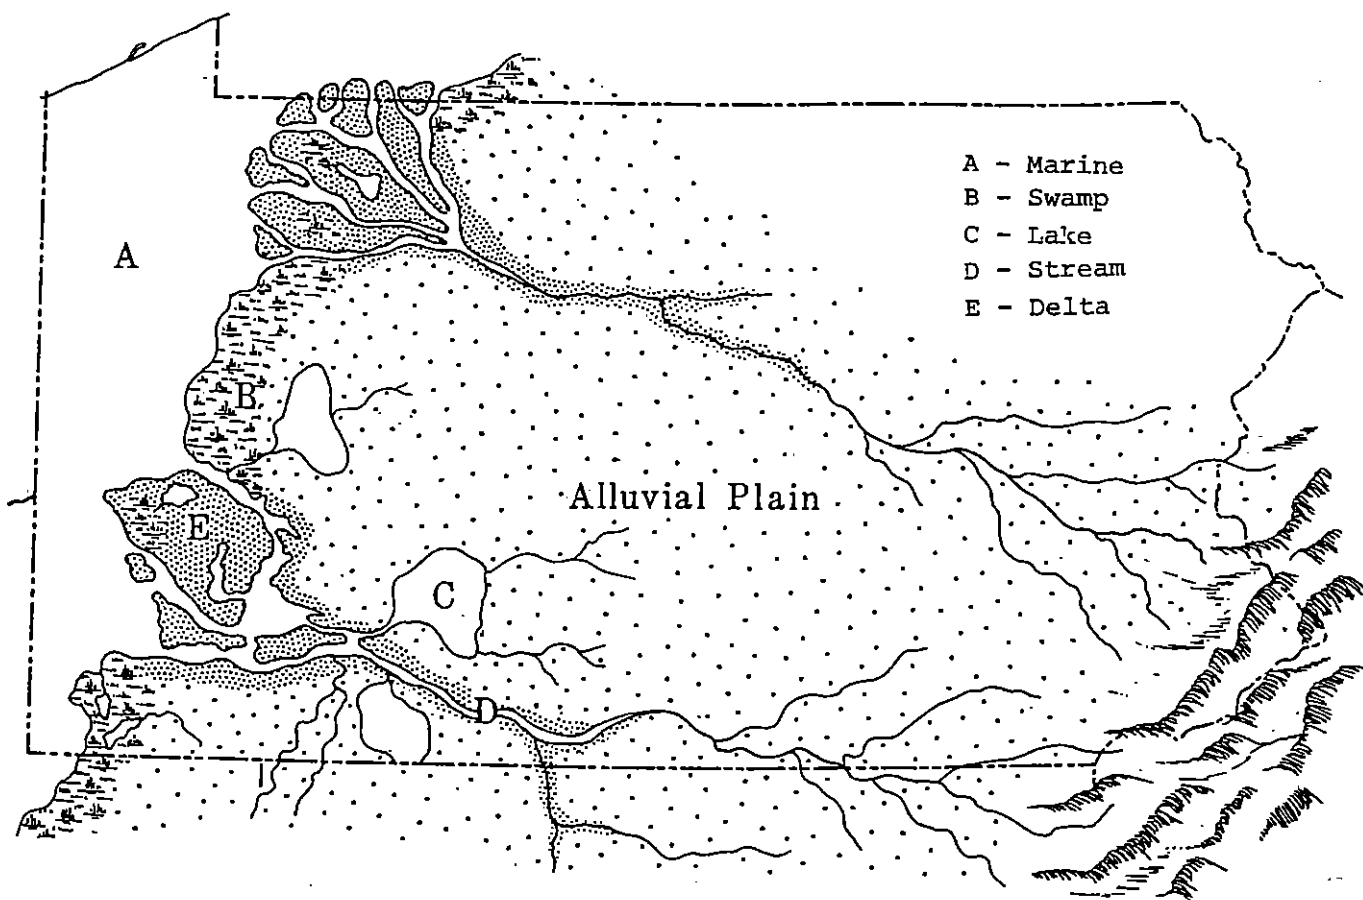 A - Marine
B - Swamp
C - Lake
D - Stream
E - Delta
A
B
Alluvial Plain
E
C
D